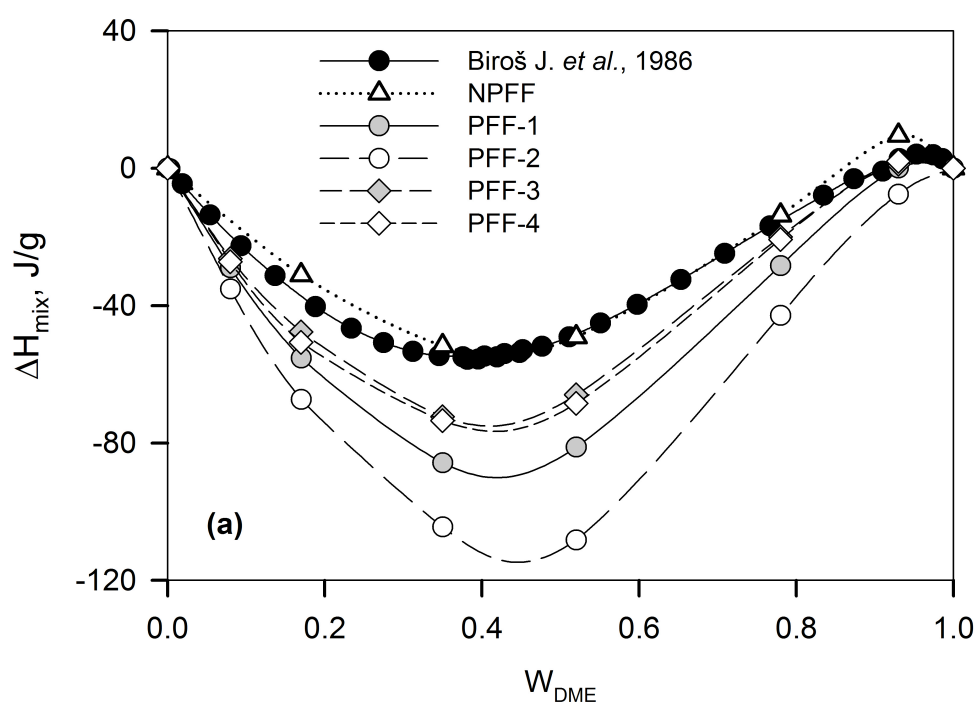 40
0
-40
-80
-120
ΔHmix, J/g
Biroš J. et al., 1986
NPFF
PFF-1
PFF-2
PFF-3
PFF-4
(a)
0.0 0.2 0.4 0.6 0.8 1.0
WDME